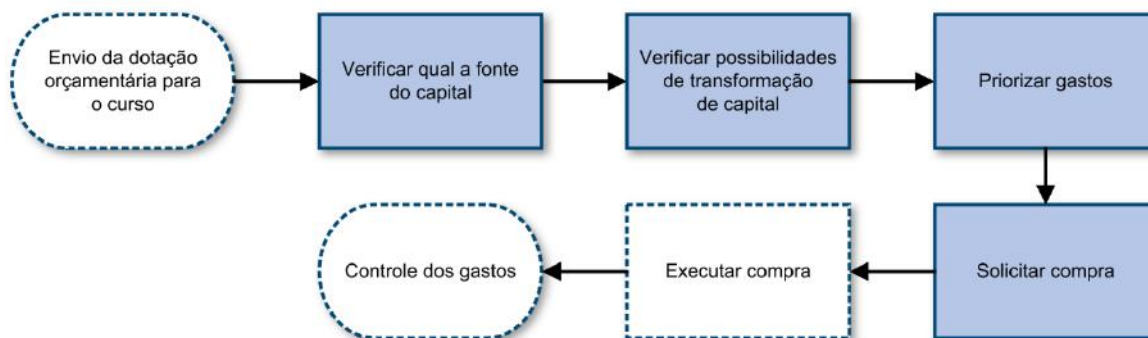 Envio da dotação
orçamentária para
o curso
Verificar qual a fonte
do capital
Verificar possibilidades
de transformação
de capital
Priorizar gastos
Solicitar compra
Executar compra
Controle dos gastos